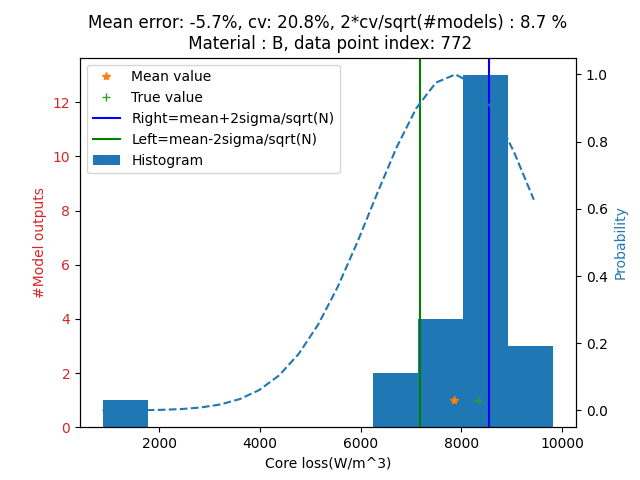 Mean error: -5.7%, cv: 20.8%, 2*cv/sqrt(#models) : 8.7 %
Material : B, data point index: 772
Mean value
True value
Right=mean+2sigma/sqrt(N)
Left=mean-2sigma/sqrt(N)
Histogram
#Model outputs
12
10
8
6
4
2
0
1.0
0.8
0.6
0.4
0.2
0.0
Probability
2000 4000 6000 8000 10000
Core loss(W/m^3)